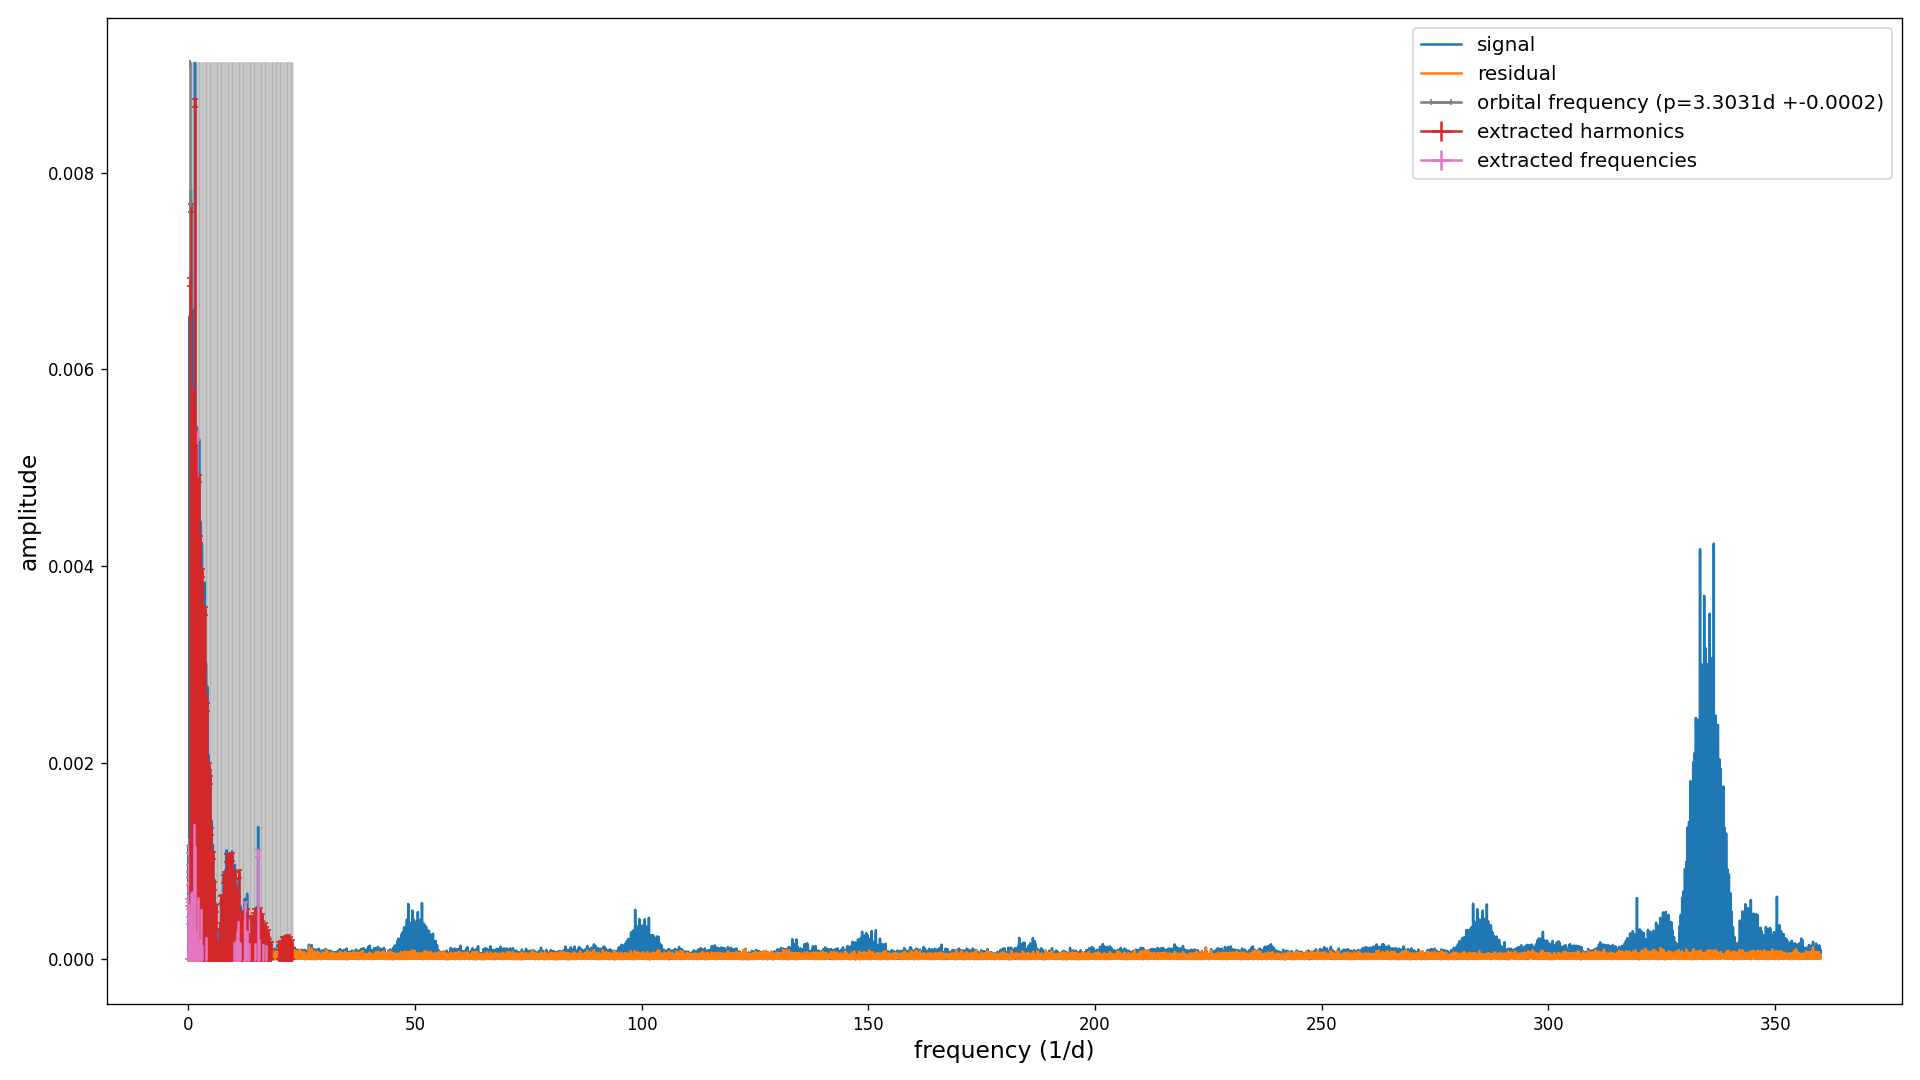 signal
residual
orbital frequency (p=3.3031d +-0.0002)
extracted harmonics
extracted frequencies
0.008
0.006
0.004
0.002
0.000
amplitude
0 50 100 150 200 250 300 350
frequency (1/d)